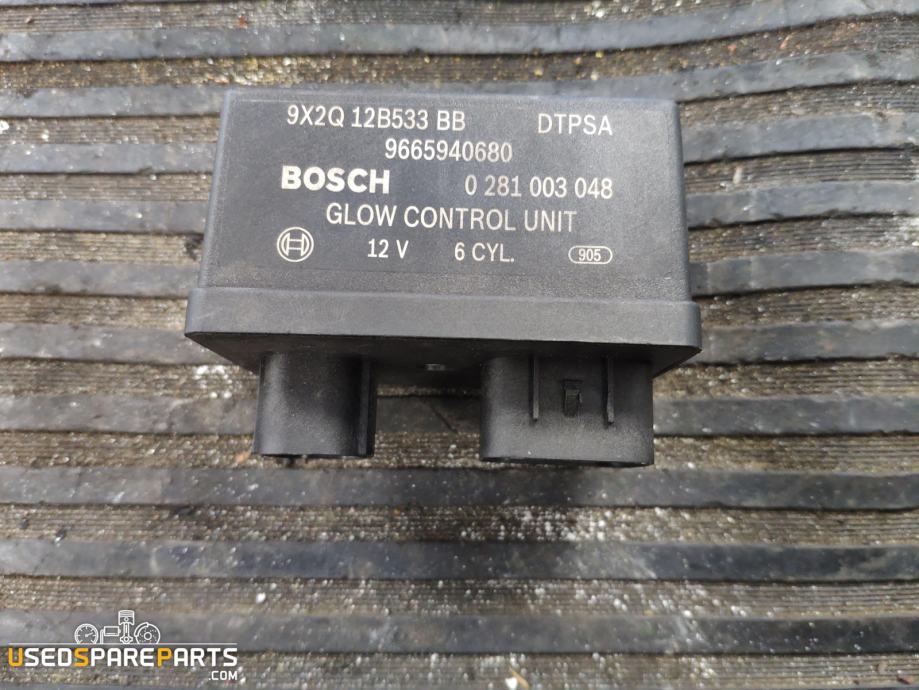 9X2Q 12B533 BB DTPSA
9665940680
BOSCH 0 281 003 048
GLOW CONTROL UNIT
12 V 6 CYL. 905
USEDSPAREPARTS
.COM